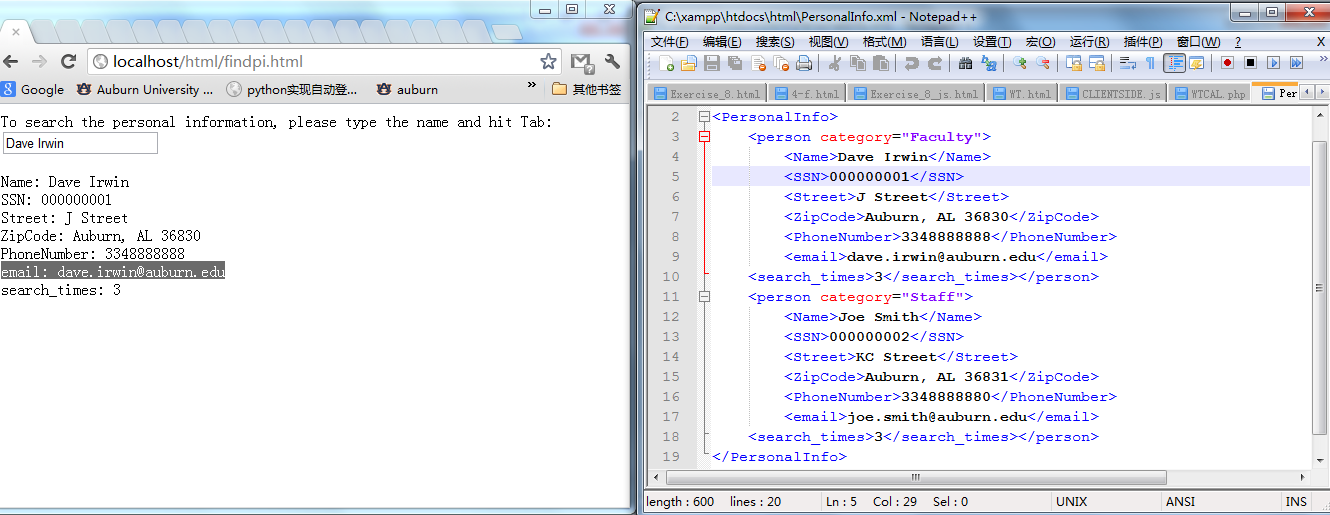 localhost/html/findpi.html
Google
Auburn University ...
python实现自动登...
auburn
»
其他书签
To search the personal information, please type the name and hit Tab:
Dave Irwin
Name: Dave Irwin
SSN: 000000001
Street: J Street
ZipCode: Auburn, AL 36830
PhoneNumber: 3348888888
email: dave.irwin@auburn.edu
search_times: 3
C:\xampp\htdocs\html\PersonalInfo.xml - Notepad++
文件(F) 编辑(E) 搜索(S) 视图(V) 格式(M) 语言(L) 设置(T) 宏(O) 运行(R) 插件(P) 窗口(W) ? X
Exercise_8.html 4-f.html Exercise_8_js.html WT.html CLIENTSIDE.js WTCAL.php Per
2 <PersonalInfo>
3 <person category="Faculty">
4 <Name>Dave Irwin</Name>
5 <SSN>000000001</SSN>
6 <Street>J Street</Street>
7 <ZipCode>Auburn, AL 36830</ZipCode>
8 <PhoneNumber>3348888888</PhoneNumber>
9 <email>dave.irwin@auburn.edu</email>
10 <search_times>3</search_times></person>
11 <person category="Staff">
12 <Name>Joe Smith</Name>
13 <SSN>000000002</SSN>
14 <Street>KC Street</Street>
15 <ZipCode>Auburn, AL 36831</ZipCode>
16 <PhoneNumber>3348888880</PhoneNumber>
17 <email>joe.smith@auburn.edu</email>
18 <search_times>3</search_times></person>
19 </PersonalInfo>
length : 600 lines : 20 Ln : 5 Col : 29 Sel : 0 UNIX ANSI INS